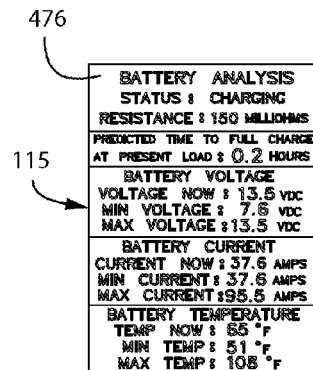 476
BATTERY ANALYSIS
STATUS: CHARGING
RESISTANCE: 150 MILLIOHMS
PREDICTED TIME TO FULL CHARGE
AT PRESENT LOAD: 0.2 HOURS
115
BATTERY VOLTAGE
VOLTAGE NOW: 13.5 VDC
MIN VOLTAGE: 7.6 VDC
MAX VOLTAGE: 13.5 VDC
BATTERY CURRENT
CURRENT NOW: 37.6 AMPS
MIN CURRENT: 37.6 AMPS
MAX CURRENT: 95.5 AMPS
BATTERY TEMPERATURE
TEMP NOW: 65 °F
MIN TEMP: 51 °F
MAX TEMP: 108 °F